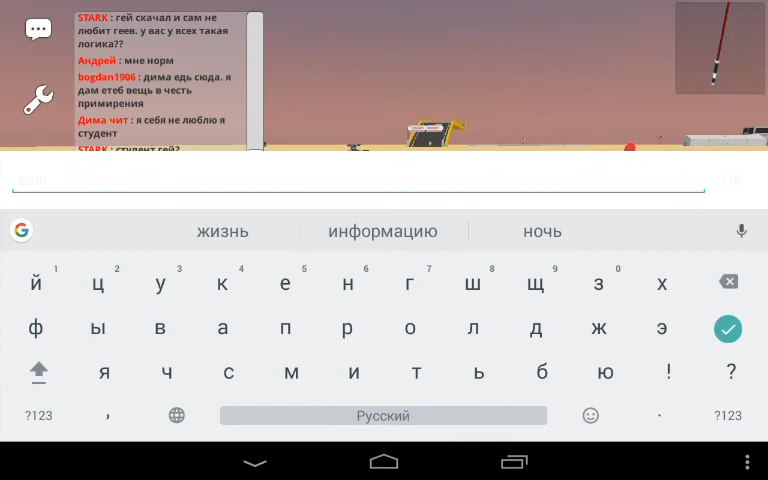 STARK : гей скачал и сам не
любит геев. у вас у всех такая
логика??
Андрей : мне норм
bogdan1906 : дима едь сюда. я
дам етеб вещь в честь
примирения
Дима чит : я себя не люблю я
студент
STARK : студент гей?
всю
OK
жизнь информацию ночь
1 2 3 4 5 6 7 8 9 0
й ц у к е н г ш щ з х
ф ы в а п р о л д ж э
я ч с м и т ь б ю ! ?
?123 , Русский . ?123